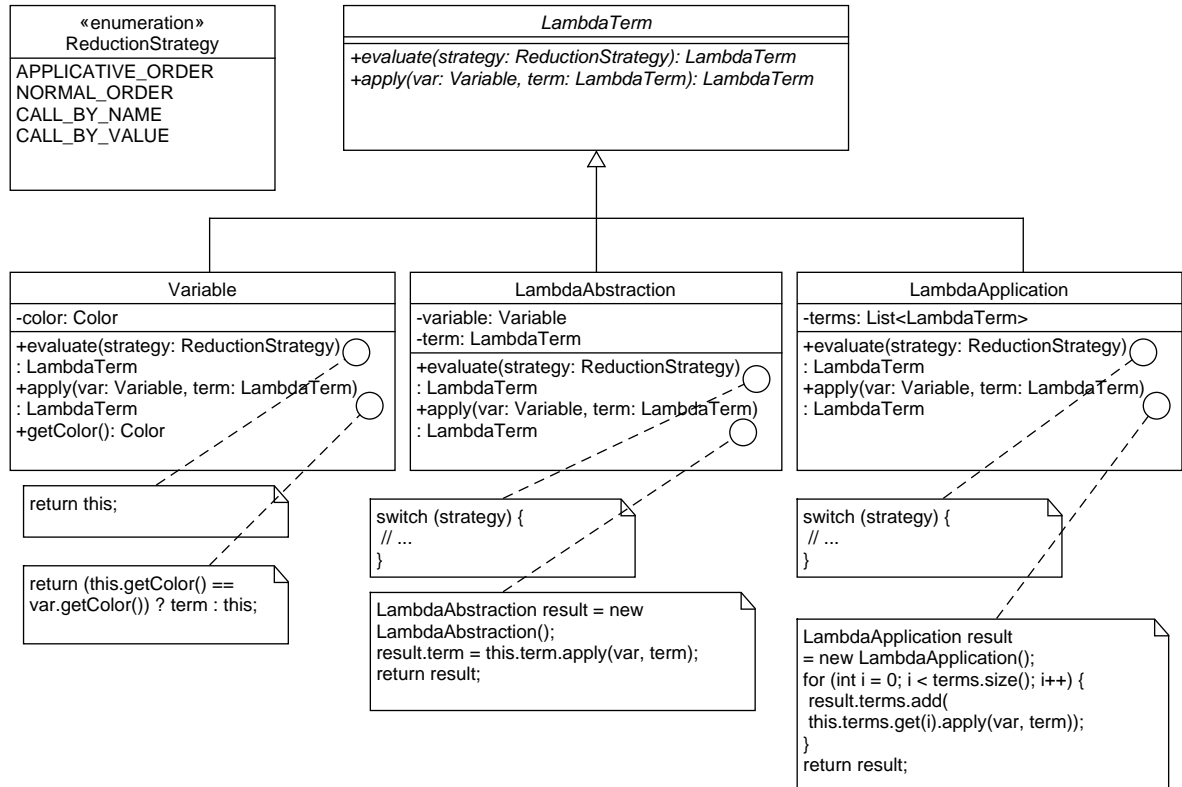 «enumeration»
ReductionStrategy
APPLICATIVE_ORDER
NORMAL_ORDER
CALL_BY_NAME
CALL_BY_VALUE
LambdaTerm
+evaluate(strategy: ReductionStrategy): LambdaTerm
+apply(var: Variable, term: LambdaTerm): LambdaTerm
Variable
-color: Color
+evaluate(strategy: ReductionStrategy)
: LambdaTerm
+apply(var: Variable, term: LambdaTerm)
: LambdaTerm
+getColor(): Color
return this;
return (this.getColor() ==
var.getColor()) ? term : this;
LambdaAbstraction
-variable: Variable
-term: LambdaTerm
+evaluate(strategy: ReductionStrategy)
: LambdaTerm
+apply(var: Variable, term: LambdaTerm)
: LambdaTerm
switch (strategy) {
// ...
}
LambdaAbstraction result = new
LambdaAbstraction();
result.term = this.term.apply(var, term);
return result;
LambdaApplication
-terms: List<LambdaTerm>
+evaluate(strategy: ReductionStrategy)
: LambdaTerm
+apply(var: Variable, term: LambdaTerm)
: LambdaTerm
switch (strategy) {
// ...
}
LambdaApplication result
= new LambdaApplication();
for (int i = 0; i < terms.size(); i++) {
result.terms.add(
this.terms.get(i).apply(var, term));
}
return result;